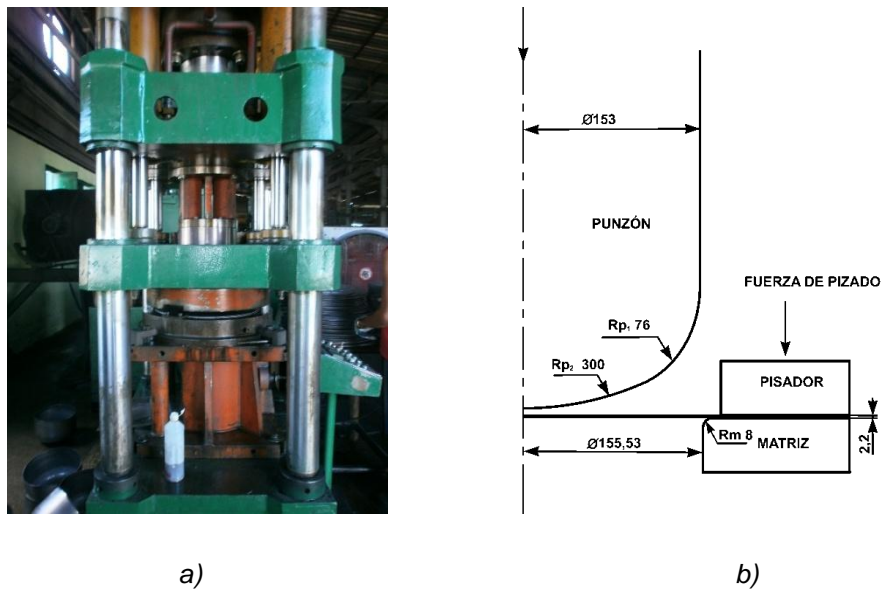 Ø153
PUNZÓN
FUERZA DE PIZADO
Rp₁ 76
Rp₂ 300
PISADOR
Rm 8
MATRIZ
Ø155,53
2,2
a)
b)